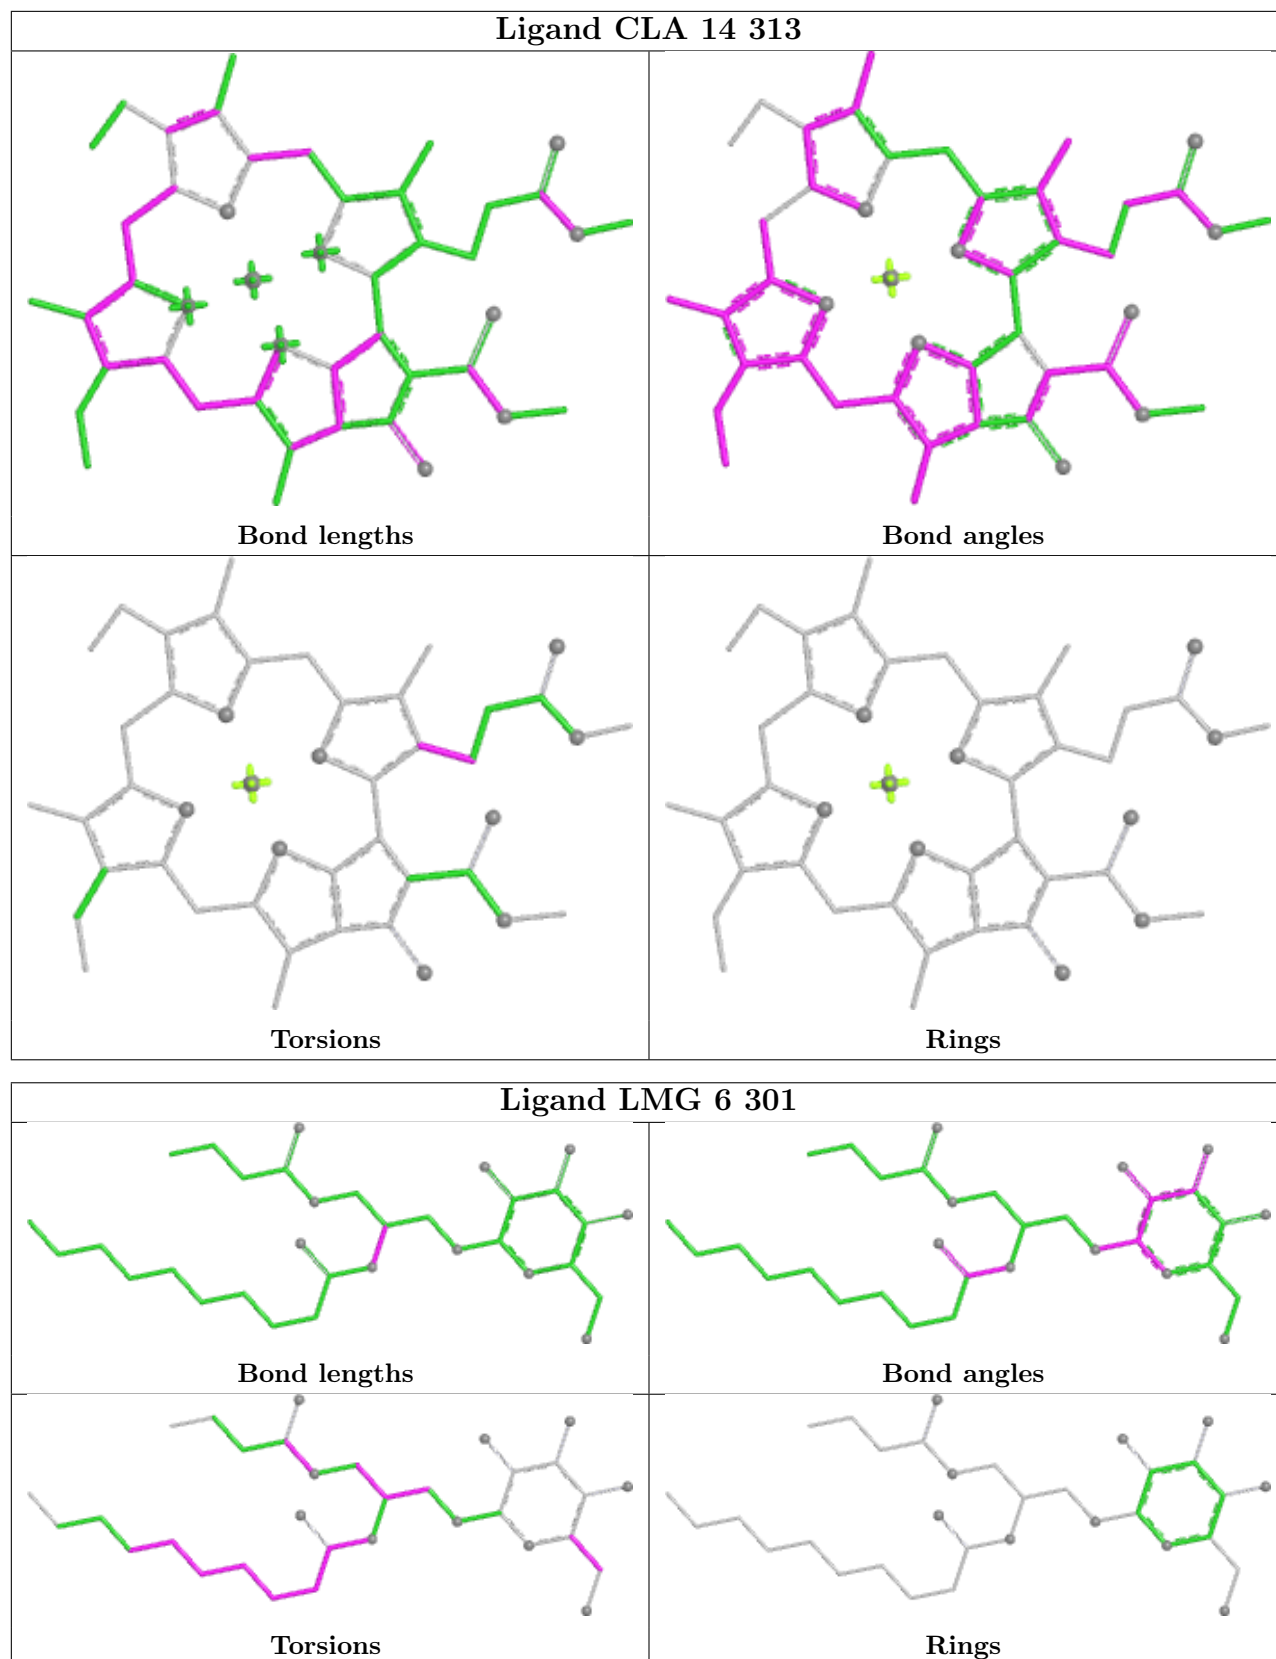 Ligand CLA 14 313
Bond lengths
Bond angles
Torsions
Rings
Ligand LMG 6 301
Bond lengths
Bond angles
Torsions
Rings